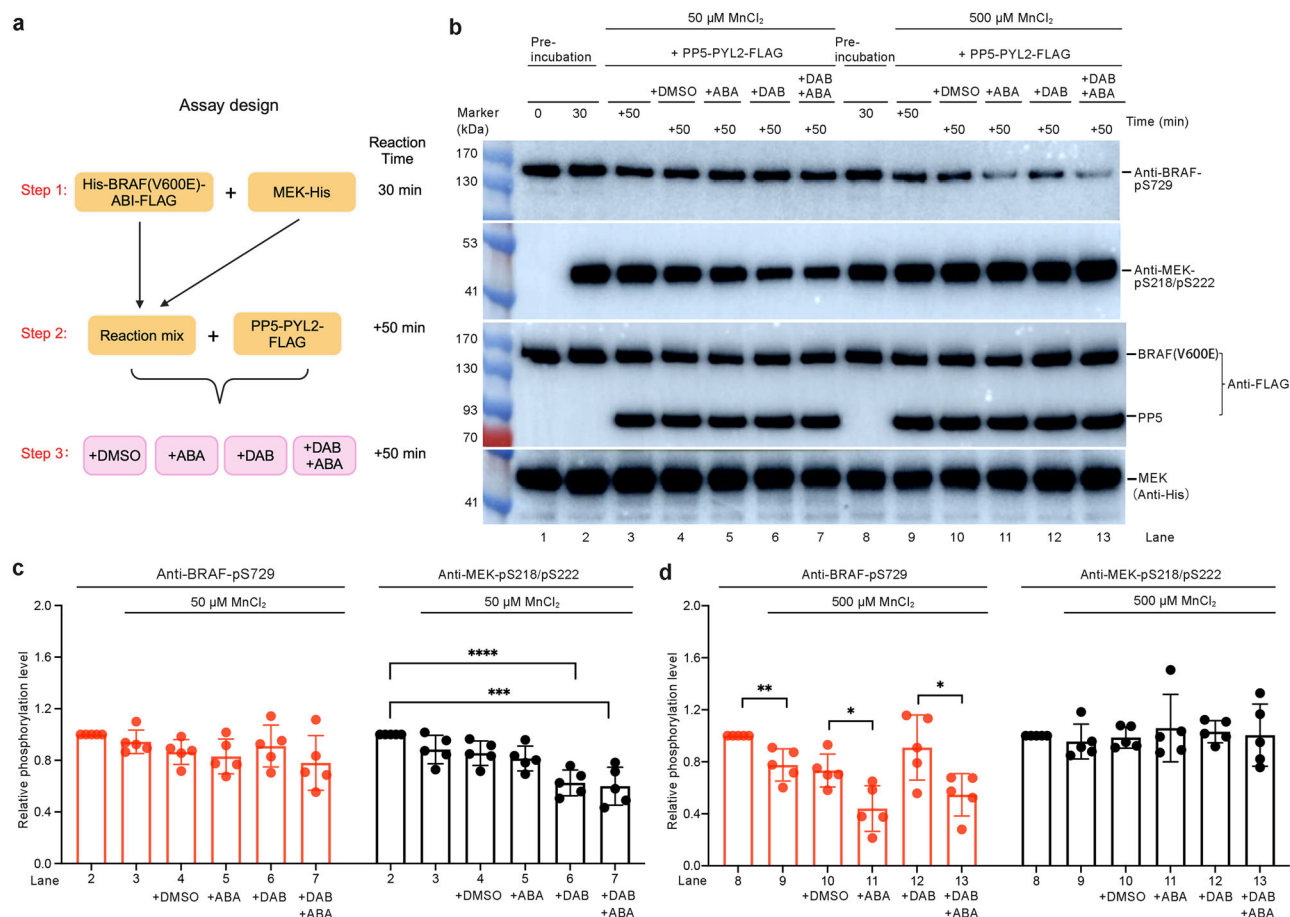 a
Assay design
Reaction
Time
Step 1:
His-BRAF(V600E)-
ABI-FLAG
+
MEK-His
30 min
Step 2:
Reaction mix
+
PP5-PYL2-
FLAG
+50 min
Step 3:
+DMSO
+ABA
+DAB
+DAB
+ABA
+50 min
b
50 µM MnCl₂
500 µM MnCl₂
Pre-
incubation
+ PP5-PYL2-FLAG
Pre-
incubation
+ PP5-PYL2-FLAG
+DMSO +ABA +DAB +DAB
+ABA
+DMSO +ABA +DAB +DAB
+ABA
Marker
(kDa)
0 30 +50 +50 +50 +50 +50 30 +50 +50 +50 +50 +50 Time (min)
170
130
Anti-BRAF-
pS729
53
41
Anti-MEK-
pS218/pS222
170
130
93
70
BRAF(V600E)
Anti-FLAG
PP5
41
MEK
(Anti-His)
1 2 3 4 5 6 7 8 9 10 11 12 13 Lane
c
Anti-BRAF-pS729 Anti-MEK-pS218/pS222
50 µM MnCl₂ 50 µM MnCl₂
Relative phosphorylation level
2.0
1.6
1.2
0.8
0.4
0.0
****
***
Lane 2 3 4 5 6 7 2 3 4 5 6 7
+DMSO +ABA +DAB +DAB
+ABA
+DMSO +ABA +DAB +DAB
+ABA
d
Anti-BRAF-pS729 Anti-MEK-pS218/pS222
500 µM MnCl₂ 500 µM MnCl₂
Relative phosphorylation level
2.0
1.6
1.2
0.8
0.4
0.0
**
*
*
Lane 8 9 10 11 12 13 8 9 10 11 12 13
+DMSO +ABA +DAB +DAB
+ABA
+DMSO +ABA +DAB +DAB
+ABA